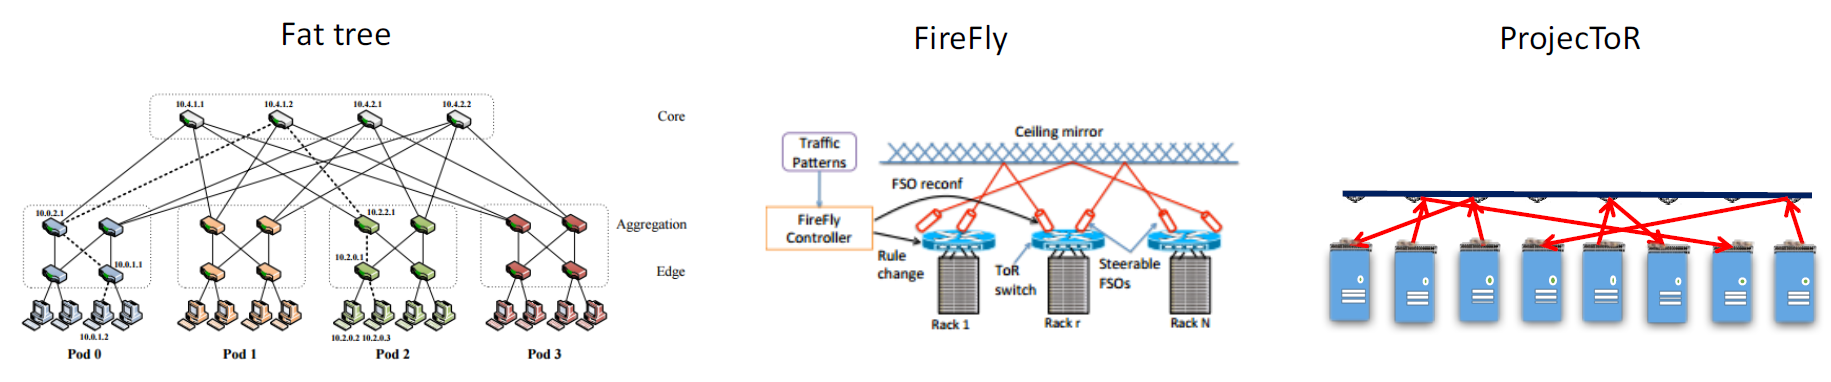 Fat tree
10.4.1.1
10.4.1.2
10.4.2.1
10.4.2.2
Core
10.0.2.1
10.2.2.1
Aggregation
10.0.1.1
10.2.0.1
Edge
10.0.1.2
10.2.0.2 10.2.0.3
Pod 0
Pod 1
Pod 2
Pod 3
FireFly
Ceiling mirror
Traffic
Patterns
FSO reconf
FireFly
Controller
Rule
change
ToR
switch
Steerable
FSOs
Rack 1
Rack r
Rack N
ProjecToR